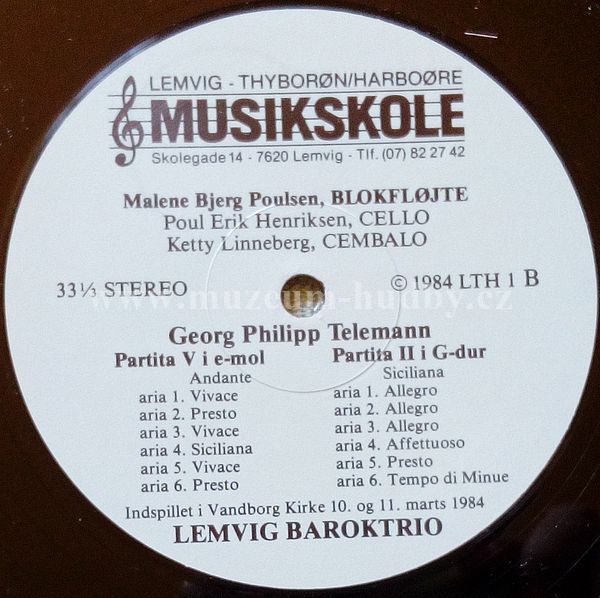 LEMVIG - THYBORØN/HARBOØRE
MUSIKSKOLE
Skolegade 14 - 7620 Lemvig - Tlf. (07) 82 27 42
Malene Bjerg Poulsen, BLOKFLØJTE
Poul Erik Henriksen, CELLO
Ketty Linneberg, CEMBALO
33⅓ STEREO
© 1984 LTH 1 B
www.muzeum-hudby.cz
Georg Philipp Telemann
Partita V i e-mol
Andante
aria 1. Vivace
aria 2. Presto
aria 3. Vivace
aria 4. Siciliana
aria 5. Vivace
aria 6. Presto
Partita II i G-dur
Siciliana
aria 1. Allegro
aria 2. Allegro
aria 3. Allegro
aria 4. Affettuoso
aria 5. Presto
aria 6. Tempo di Minue
Indspillet i Vandborg Kirke 10. og 11. marts 1984
LEMVIG BAROKTRIO